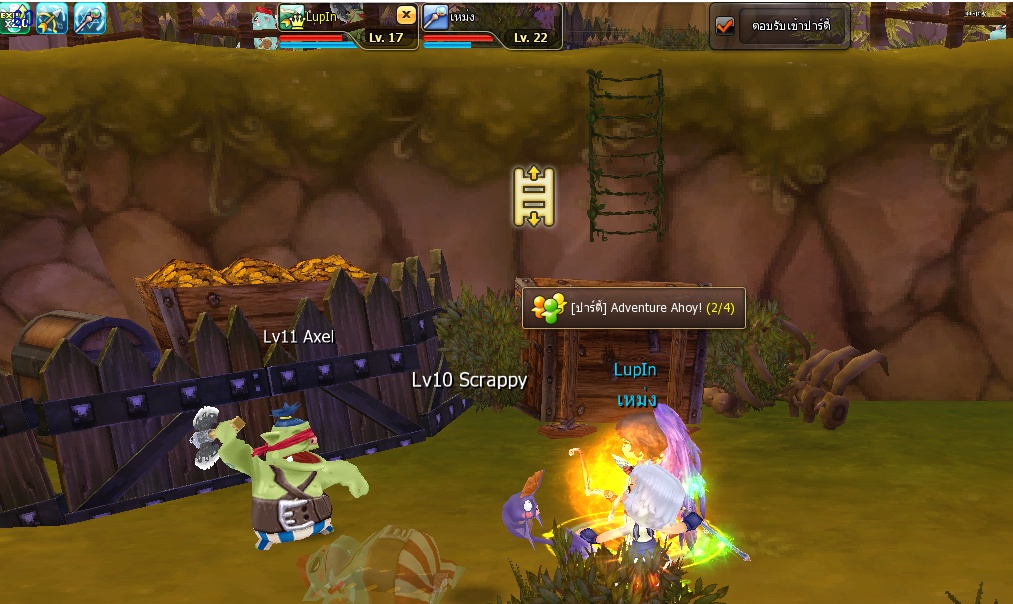 LupIn
Lv. 17
เหมง
Lv. 22
ตอบรับเข้าปาร์ตี้
[ปาร์ตี้] Adventure Ahoy! (2/4)
Lv11 Axel
Lv10 Scrappy
LupIn
เหม่ง